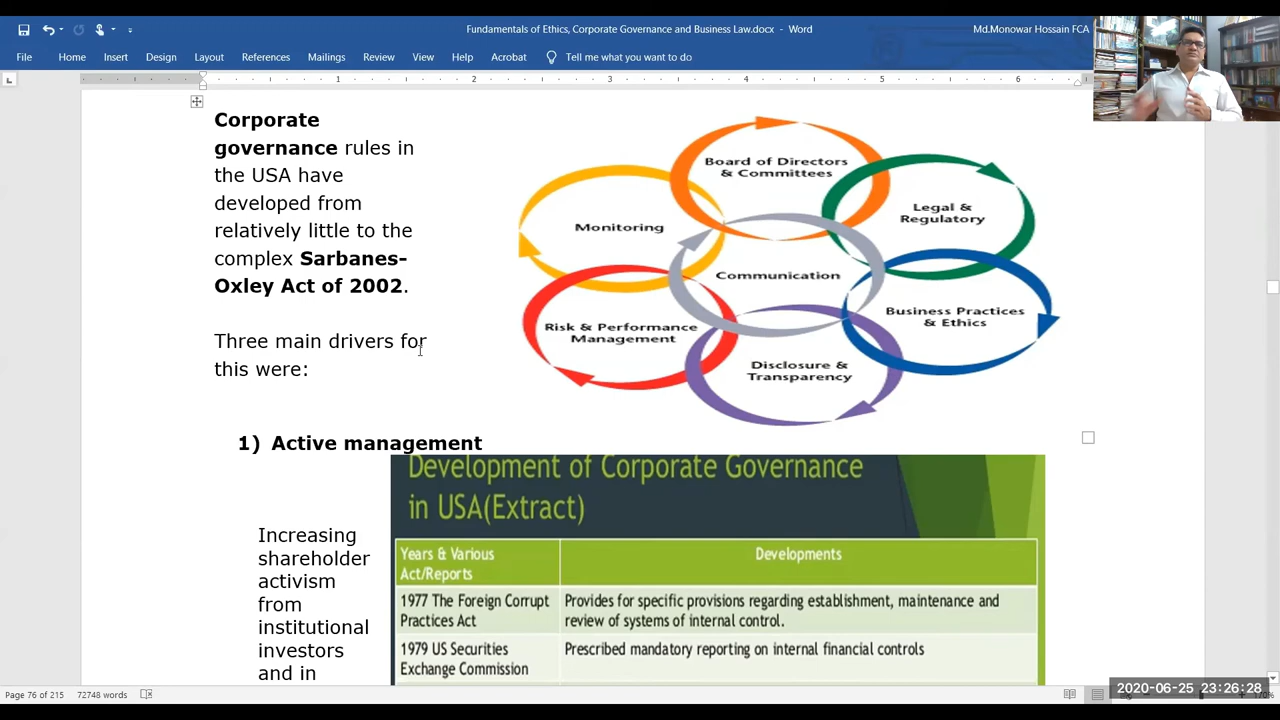 Fundamentals of Ethics, Corporate Governance and Business Law.docx - Word
Md.Monowar Hossain FCA
File Home Insert Design Layout References Mailings Review View Help Acrobat Tell me what you want to do
1 2 3 4 5 6
Corporate
governance rules in
the USA have
developed from
relatively little to the
complex Sarbanes-
Oxley Act of 2002.
Three main drivers for
this were:
Board of Directors
& Committees
Legal &
Regulatory
Monitoring
Communication
Business Practices
& Ethics
Risk & Performance
Management
Disclosure &
Transparency
1) Active management
Increasing
shareholder
activism
from
institutional
investors
and in
Development of Corporate Governance
in USA(Extract)
Years & Various
Act/Reports
Developments
1977 The Foreign Corrupt
Practices Act
Provides for specific provisions regarding establishment, maintenance and
review of systems of internal control.
1979 US Securities
Exchange Commission
Prescribed mandatory reporting on internal financial controls
Page 76 of 215 72748 words
2020-06-25 23:26:28